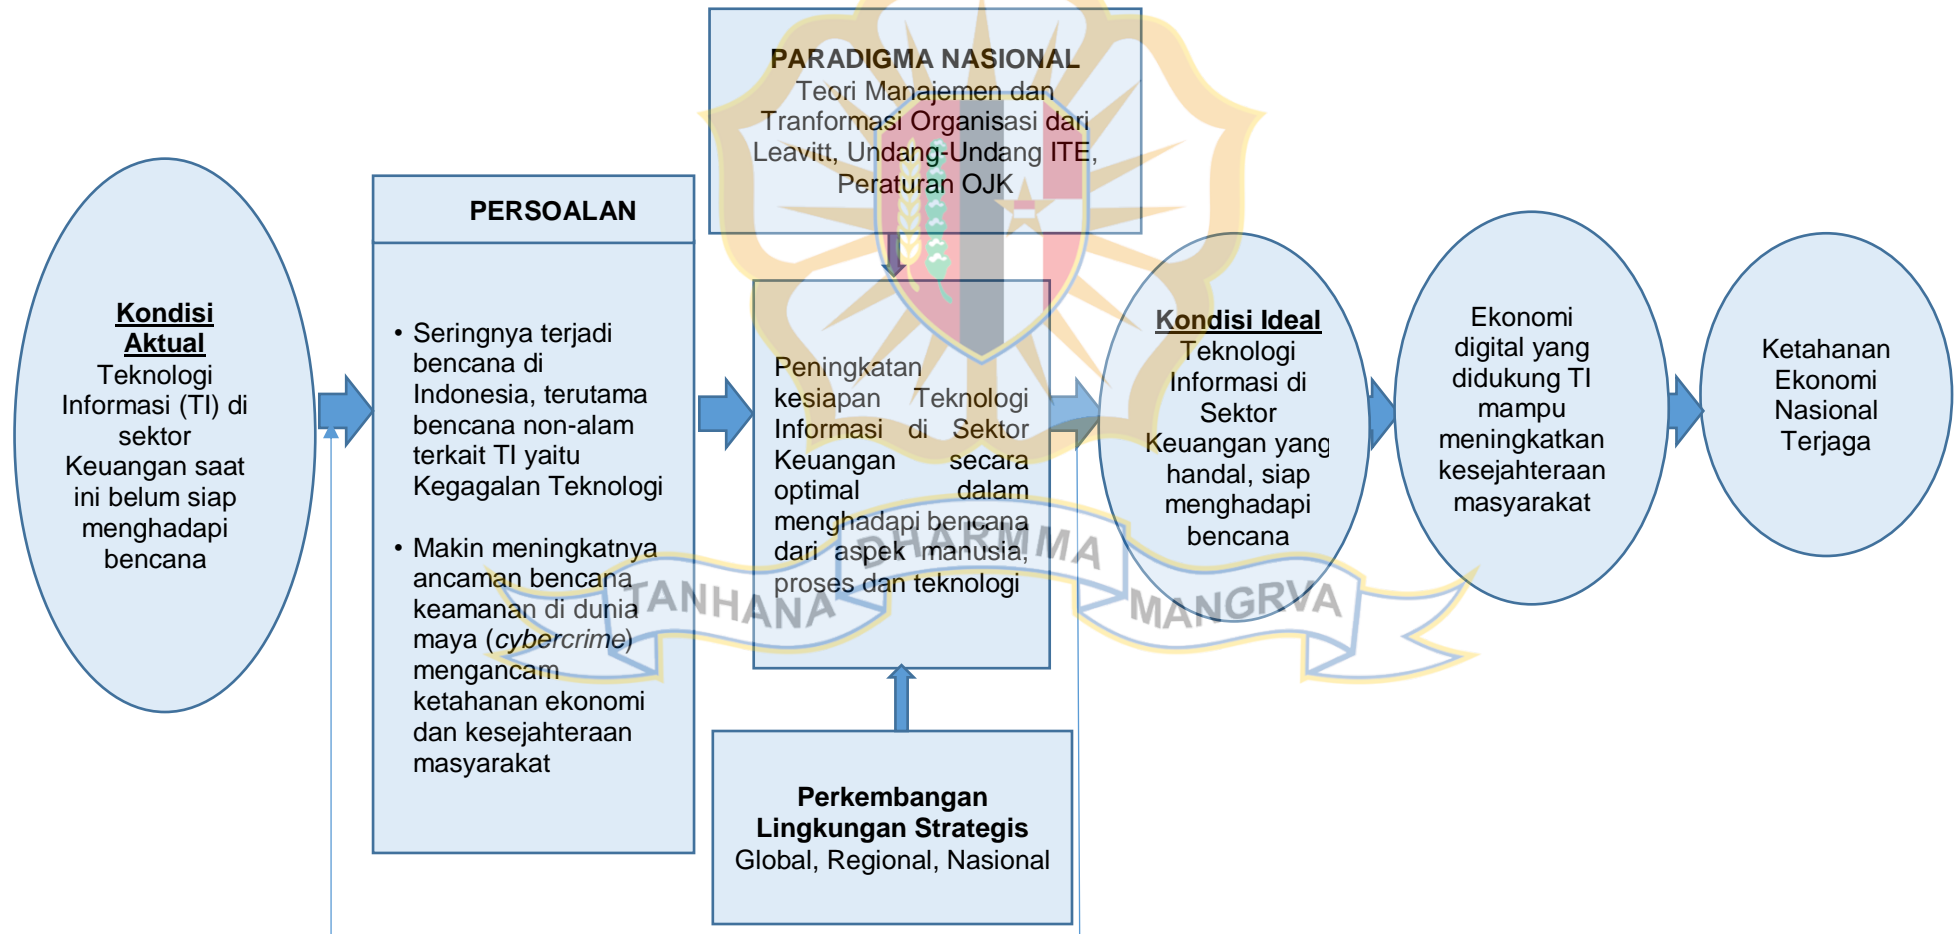 PARADIGMA NASIONAL
Teori Manajemen dan
Tranformasi Organisasi dari
Leavitt, Undang-Undang ITE,
Peraturan OJK
Kondisi
Aktual
Teknologi
Informasi (TI) di
sektor
Keuangan saat
ini belum siap
menghadapi
bencana
PERSOALAN
• Seringnya terjadi
bencana di
Indonesia, terutama
bencana non-alam
terkait TI yaitu
Kegagalan Teknologi
• Makin meningkatnya
ancaman bencana
keamanan di dunia
maya (cybercrime)
mengancam
ketahanan ekonomi
dan kesejahteraan
masyarakat
Peningkatan
kesiapan Teknologi
Informasi di Sektor
Keuangan secara
optimal dalam
menghadapi bencana
dari aspek manusia,
proses dan teknologi
Perkembangan
Lingkungan Strategis
Global, Regional, Nasional
Kondisi Ideal
Teknologi
Informasi di
Sektor
Keuangan yang
handal, siap
menghadapi
bencana
Ekonomi
digital yang
didukung TI
mampu
meningkatkan
kesejahteraan
masyarakat
Ketahanan
Ekonomi
Nasional
Terjaga
TANHANA DHARMMA MANGRVA